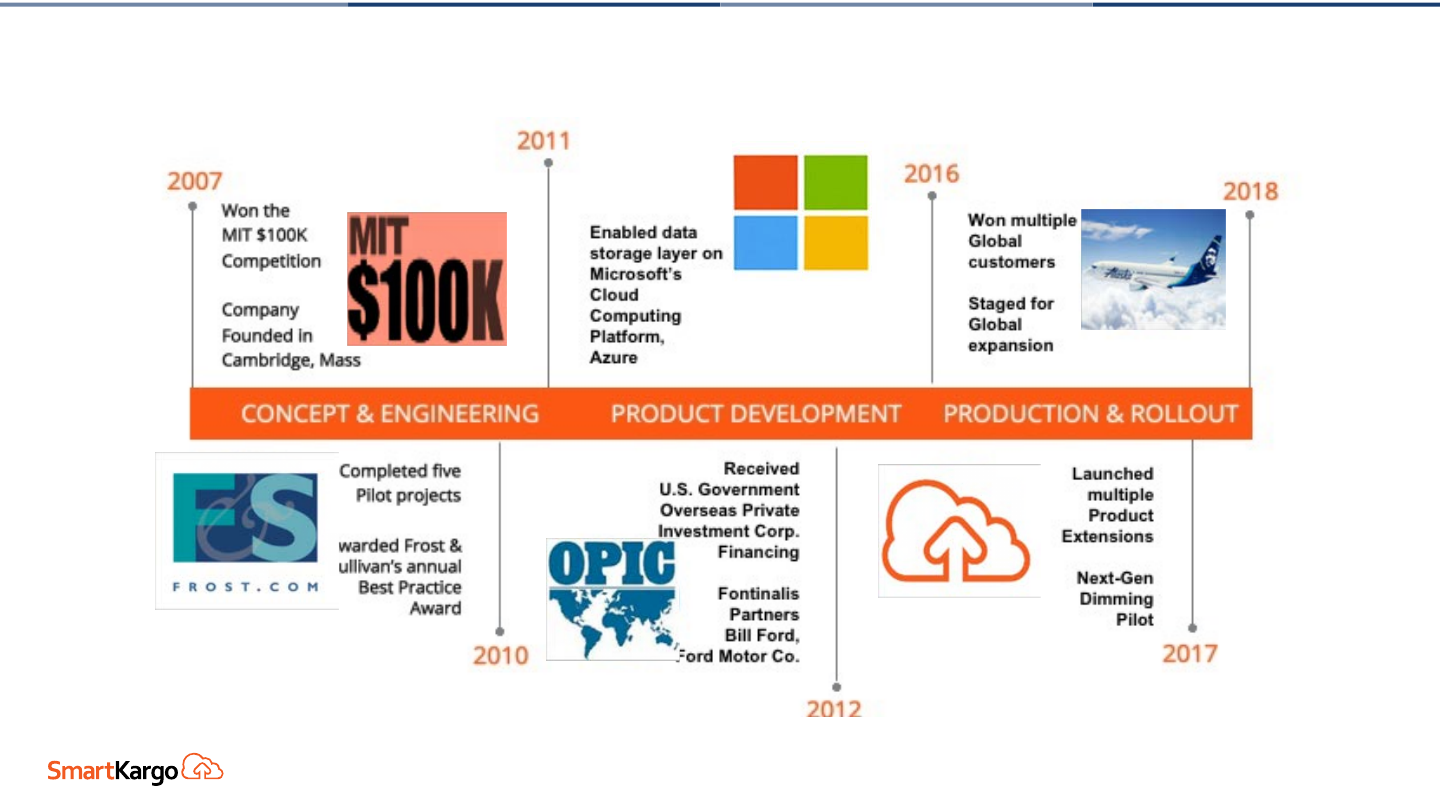 2007
Won the
MIT $100K
Competition
Company
Founded in
Cambridge, Mass
MIT
$100K
2011
Enabled data
storage layer on
Microsoft's
Cloud
Computing
Platform,
Azure
2016
Won multiple
Global
customers
Staged for
Global
expansion
Alaska
2018
CONCEPT & ENGINEERING
PRODUCT DEVELOPMENT
PRODUCTION & ROLLOUT
F&S
FROST.COM
Completed five
Pilot projects
warded Frost &
ullivan's annual
Best Practice
Award
2010
OPIC
Received
U.S. Government
Overseas Private
Investment Corp.
Financing
Fontinalis
Partners
Bill Ford,
Ford Motor Co.
2012
Launched
multiple
Product
Extensions
Next-Gen
Dimming
Pilot
2017
SmartKargo